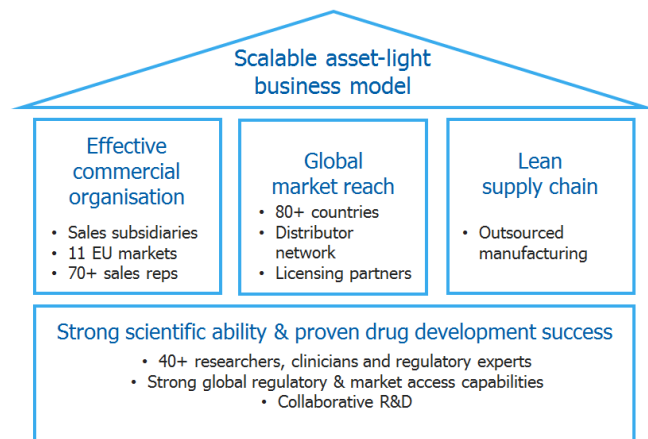 Scalable asset-light
business model
Effective
commercial
organisation
• Sales subsidiaries
• 11 EU markets
• 70+ sales reps
Global
market reach
• 80+ countries
• Distributor
network
• Licensing partners
Lean
supply chain
• Outsourced
manufacturing
Strong scientific ability & proven drug development success
• 40+ researchers, clinicians and regulatory experts
• Strong global regulatory & market access capabilities
• Collaborative R&D